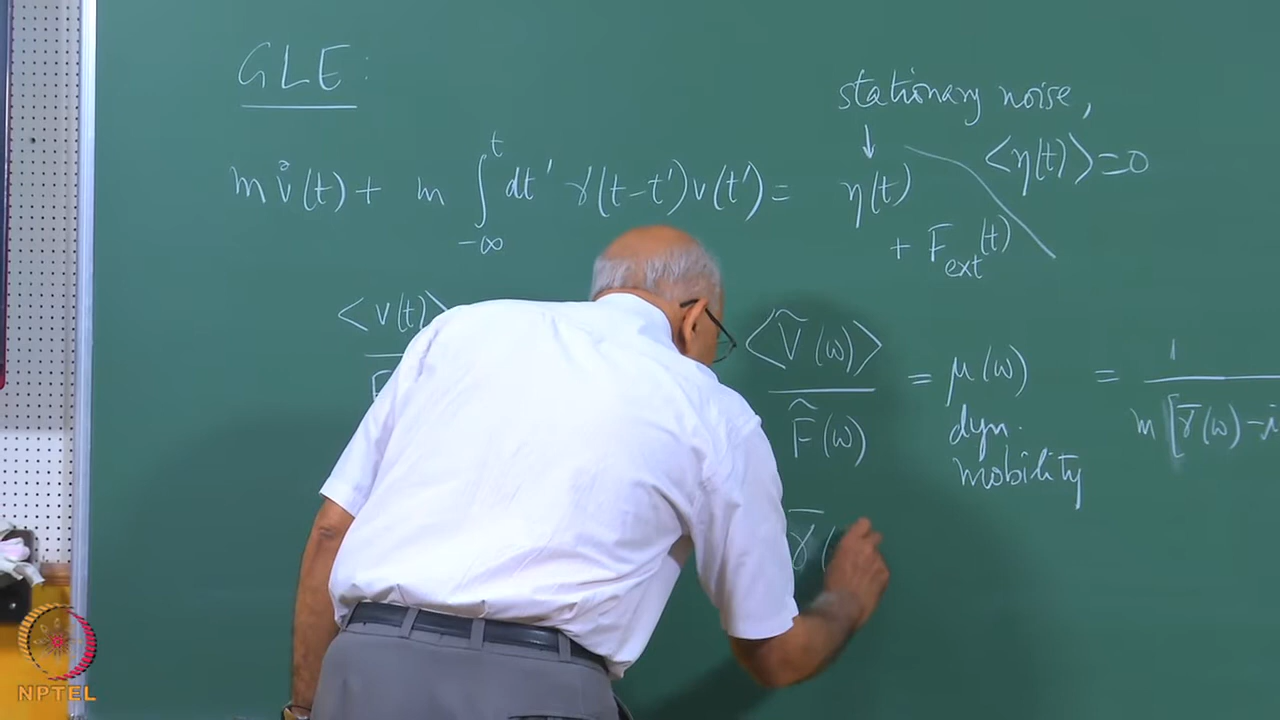 GLE:
stationary noise,
↓ ⟨η(t)⟩=0
m v̊(t) + m ∫_{-∞}^{t} dt′ γ(t-t′) v(t′) = η(t)
+ F_ext(t)
⟨v(t)⟩
F
⟨Ṽ(ω)⟩ / F̃(ω) = μ(ω) = 1 / m[γ̄(ω) - i
dyn.
mobility
γ̄(
NPTEL